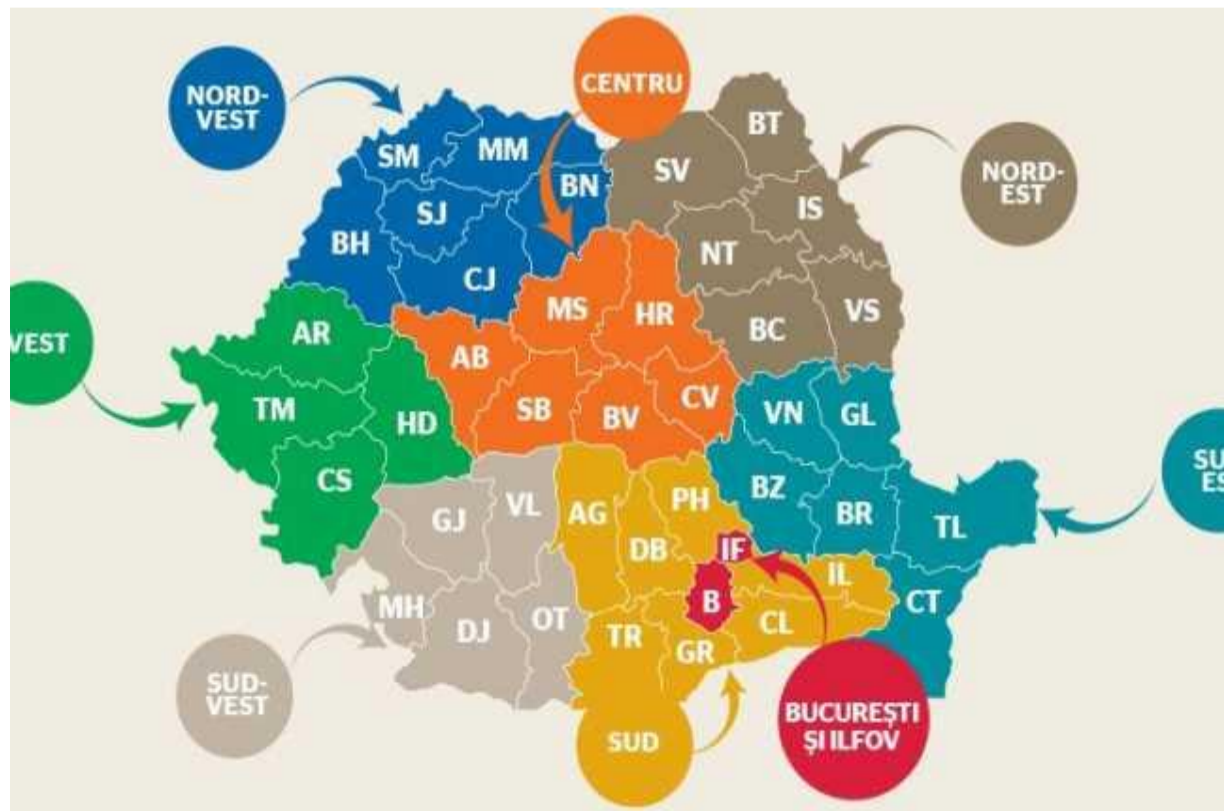 NORD-
VEST
CENTRU
NORD-
EST
VEST
SUD-
VEST
SUD
BUCUREȘTI
ȘI ILFOV
SM
MM
BN
SJ
BH
CJ
SV
BT
IS
NT
VS
BC
AR
TM
HD
CS
MS
HR
AB
SB
BV
CV
VN
GL
BZ
BR
TL
CT
GJ
VL
MH
DJ
OT
AG
PH
DB
IF
B
IL
CL
TR
GR